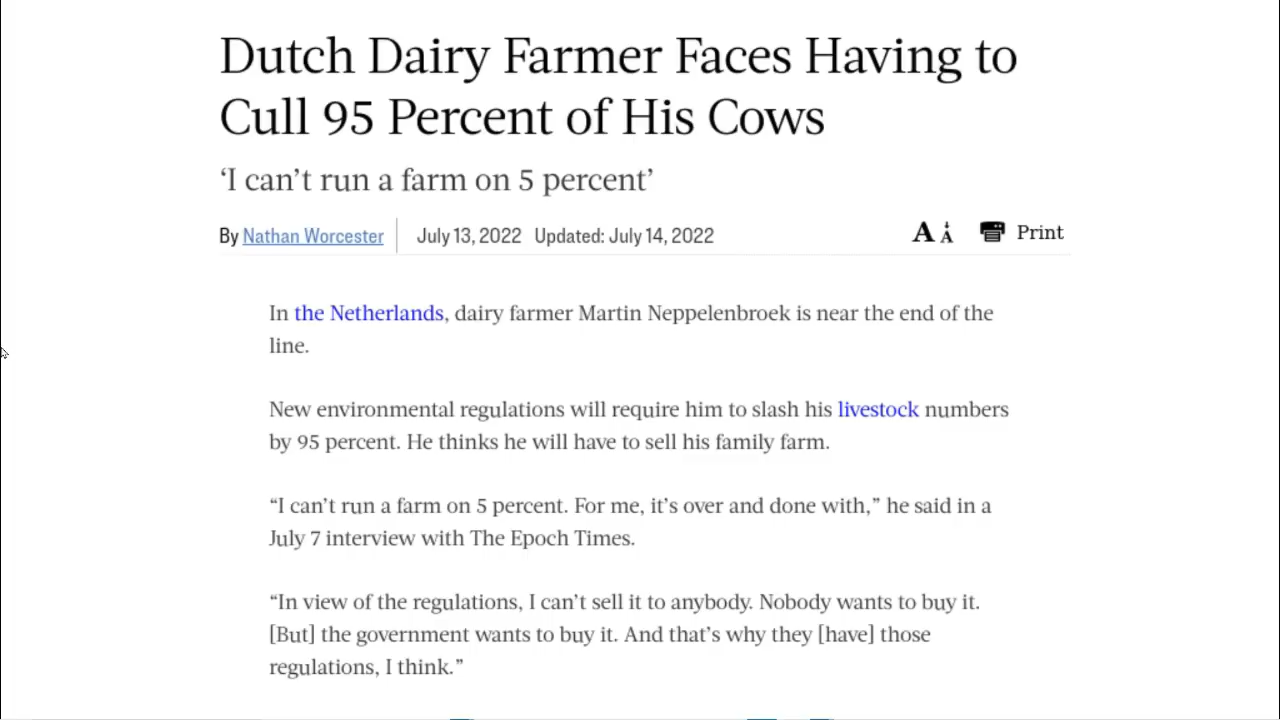 Dutch Dairy Farmer Faces Having to
Cull 95 Percent of His Cows
‘I can’t run a farm on 5 percent’
By Nathan Worcester July 13, 2022 Updated: July 14, 2022 A A Print
In the Netherlands, dairy farmer Martin Neppelenbroek is near the end of the
line.
New environmental regulations will require him to slash his livestock numbers
by 95 percent. He thinks he will have to sell his family farm.
“I can’t run a farm on 5 percent. For me, it’s over and done with,” he said in a
July 7 interview with The Epoch Times.
“In view of the regulations, I can’t sell it to anybody. Nobody wants to buy it.
[But] the government wants to buy it. And that’s why they [have] those
regulations, I think.”